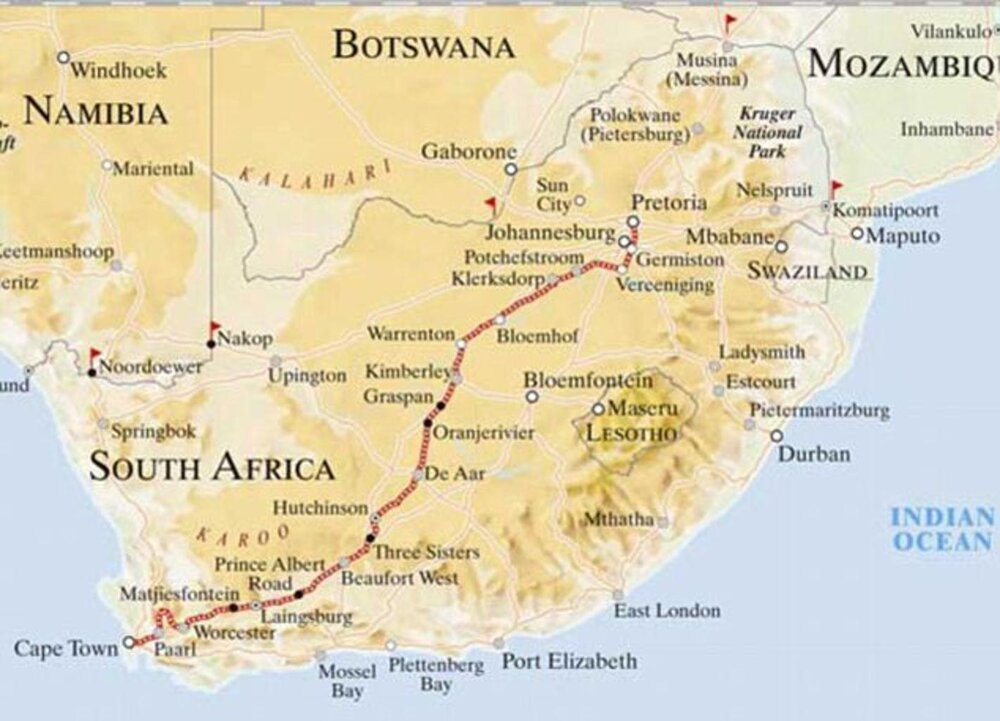 BOTSWANA
Vilankulo
Musina
(Messina)
MOZAMBIQU
Windhoek
NAMIBIA
Polokwane
(Pietersburg)
Kruger
National
Park
Inhambane
Gaborone
Mariental
KALAHARI
Sun
City
Nelspruit
Pretoria
Komatipoort
Johannesburg
Mbabane
Maputo
Keetmanshoop
Potchefstroom
Germiston
SWAZILAND
Klerksdorp
Vereeniging
eritz
Warrenton
Bloemhof
Nakop
Noordoewer
Ladysmith
Upington
Kimberley
Bloemfontein
Estcourt
und
Graspan
Maseru
Pietermaritzburg
Springbok
Oranjerivier
LESOTHO
Durban
SOUTH AFRICA
De Aar
Hutchinson
Mthatha
INDIAN
OCEAN
KAROO
Three Sisters
Prince Albert
Road
Beaufort West
Matjiesfontein
Laingsburg
East London
Worcester
Cape Town
Paarl
Mossel
Bay
Plettenberg
Bay
Port Elizabeth